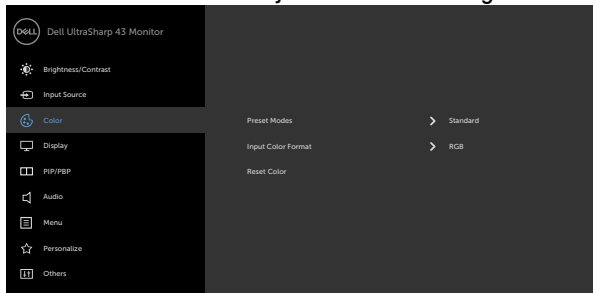 DELL Dell UltraSharp 43 Monitor
Brightness/Contrast
Input Source
Color
Preset Modes Standard
Display
Input Color Format RGB
PIP/PBP
Reset Color
Audio
Menu
Personalize
Others